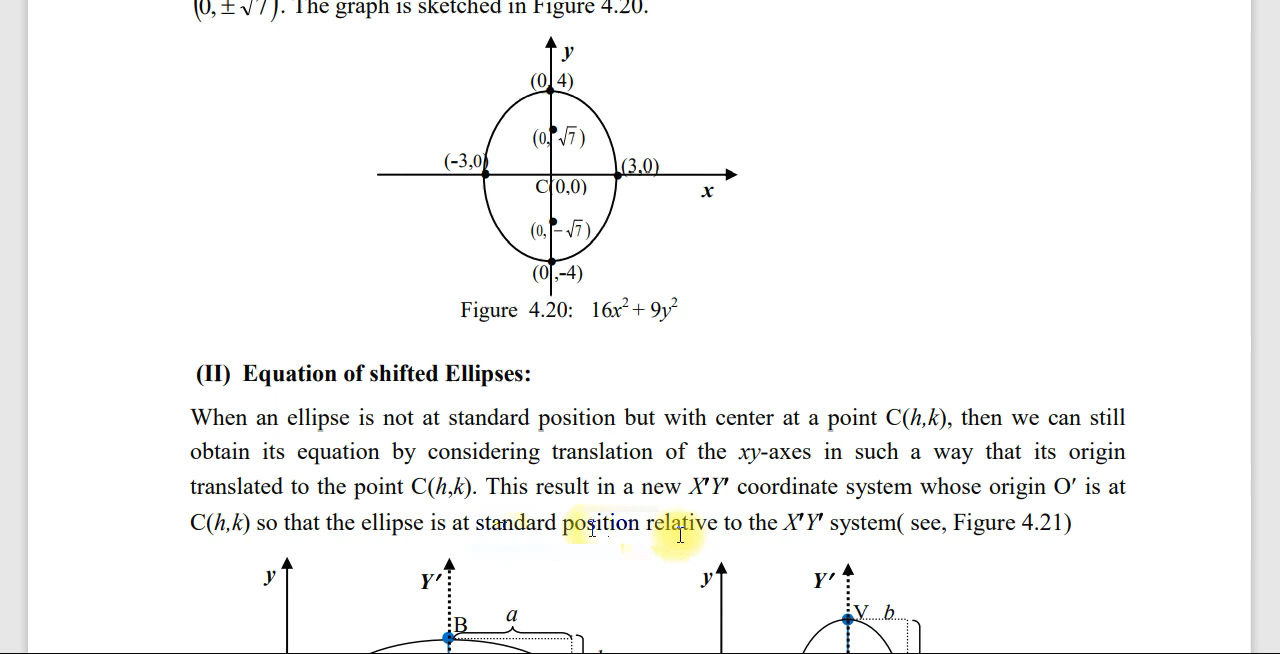 (0, ± √7). The graph is sketched in Figure 4.20.
y
(0, 4)
(0, √7)
(-3,0)
(3,0)
C(0,0)
x
(0, − √7)
(0,-4)
Figure 4.20: 16x² + 9y²
(II) Equation of shifted Ellipses:
When an ellipse is not at standard position but with center at a point C(h,k), then we can still
obtain its equation by considering translation of the xy-axes in such a way that its origin
translated to the point C(h,k). This result in a new X′Y′ coordinate system whose origin O′ is at
C(h,k) so that the ellipse is at standard position relative to the X′Y′ system( see, Figure 4.21)
y Y′ y Y′
B a V b